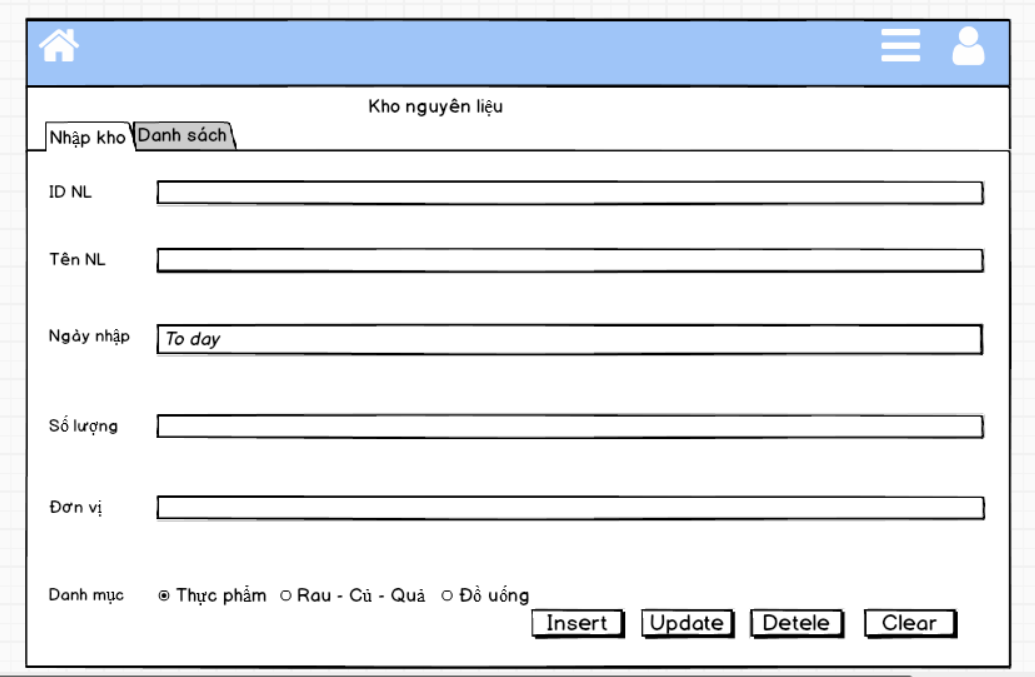 Kho nguyên liệu
Nhập kho Danh sách
ID NL
Tên NL
Ngày nhập To day
Số lượng
Đơn vị
Danh mục Thực phẩm Rau - Củ - Quả Đồ uống
Insert Update Detele Clear